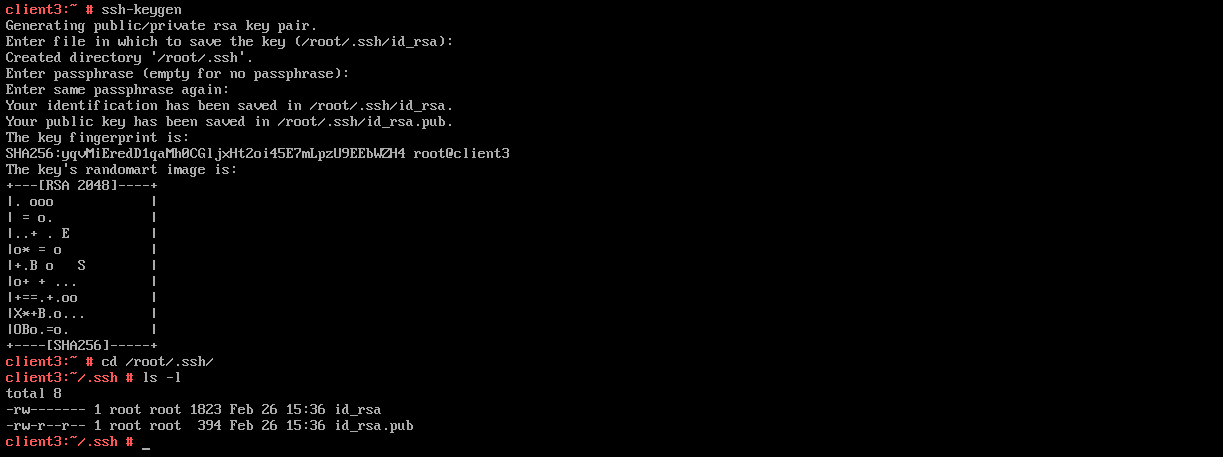 client3:~ # ssh-keygen
Generating public/private rsa key pair.
Enter file in which to save the key (/root/.ssh/id_rsa):
Created directory '/root/.ssh'.
Enter passphrase (empty for no passphrase):
Enter same passphrase again:
Your identification has been saved in /root/.ssh/id_rsa.
Your public key has been saved in /root/.ssh/id_rsa.pub.
The key fingerprint is:
SHA256:yqvMiEredD1qaMh0CGljxHt2oi45E7mLpzU9EEbWZH4 root@client3
The key's randomart image is:
+---[RSA 2048]----+
|. ooo            |
| = o.            |
|..+ . E          |
|o* = o           |
|+.B o   S        |
|o+ + ...         |
|+==.+.oo         |
|X*+B.o...        |
|OBo.=o.          |
+----[SHA256]-----+
client3:~ # cd /root/.ssh/
client3:~/.ssh # ls -l
total 8
-rw------- 1 root root 1823 Feb 26 15:36 id_rsa
-rw-r--r-- 1 root root  394 Feb 26 15:36 id_rsa.pub
client3:~/.ssh # _